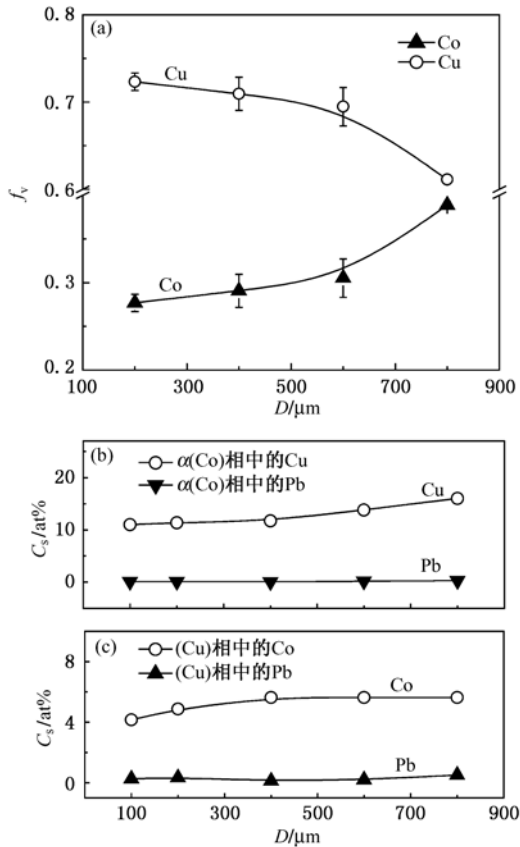 (a)
Co
Cu
Cu
Co
0.7
0.6
0.3
0.2
f_v
100 300 500 700 900
D/μm
(b)
α(Co)相中的Cu
α(Co)相中的Pb
Cu
Pb
20
10
0
C_s/at%
(c)
(Cu)相中的Co
(Cu)相中的Pb
Co
Pb
8
4
0
C_s/at%
100 300 500 700 900
D/μm